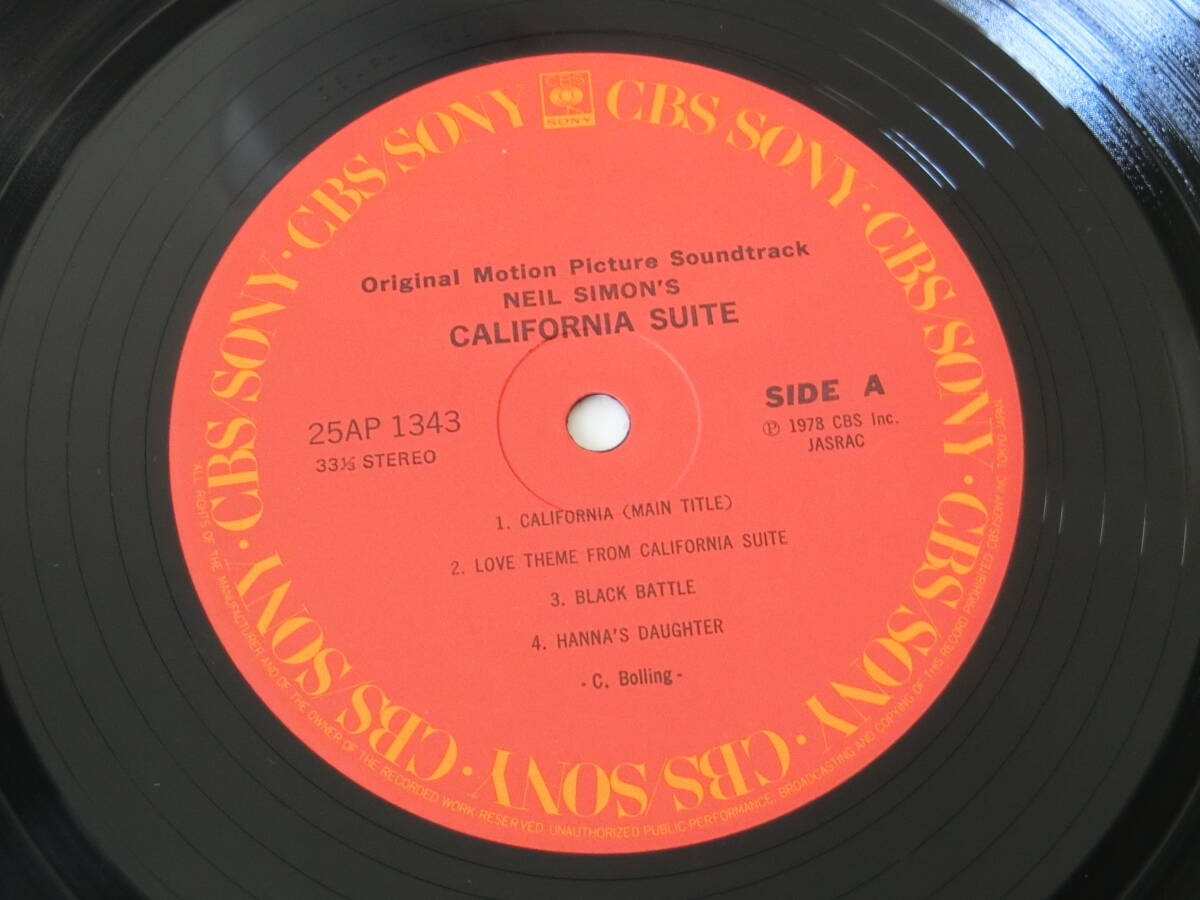 CBS
SONY
CBS/SONY · CBS/SONY · CBS/SONY · CBS/SONY · CBS/SONY · CBS/SONY · CBS/SONY · CBS/SONY · CBS/SONY · CBS/SONY
Original Motion Picture Soundtrack
NEIL SIMON'S
CALIFORNIA SUITE
25AP 1343
33⅓ STEREO
SIDE A
Ⓟ 1978 CBS Inc.
JASRAC
1. CALIFORNIA (MAIN TITLE)
2. LOVE THEME FROM CALIFORNIA SUITE
3. BLACK BATTLE
4. HANNA'S DAUGHTER
- C. Bolling -
ALL RIGHTS OF THE MANUFACTURER AND OF THE OWNER OF THE RECORDED WORK RESERVED. UNAUTHORIZED PUBLIC PERFORMANCE, BROADCASTING AND COPYING OF THIS RECORD PROHIBITED CBS/SONY INC. TOKYO JAPAN.